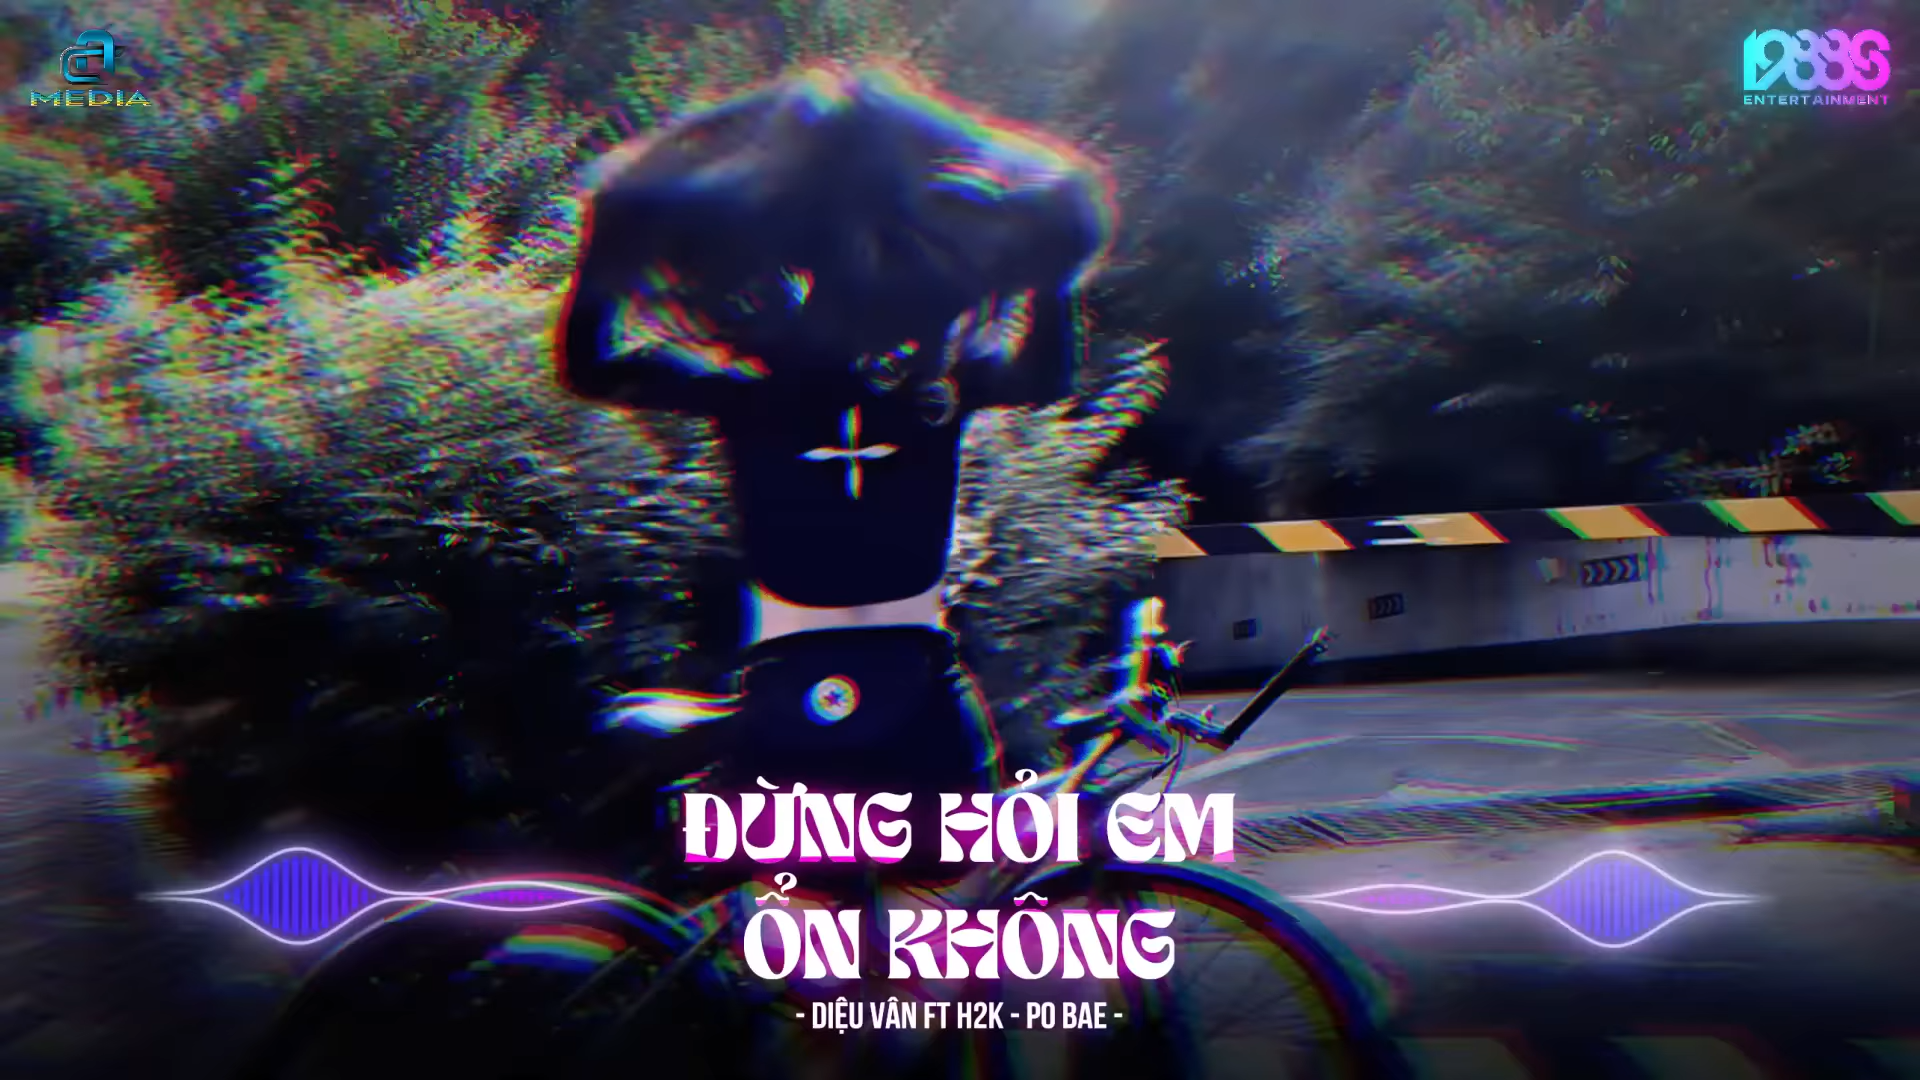 MEDIA
1988S
ENTERTAINMENT
ĐỪNG HỎI EM
ỔN KHÔNG
- DIỆU VÂN FT H2K - PO BAE -